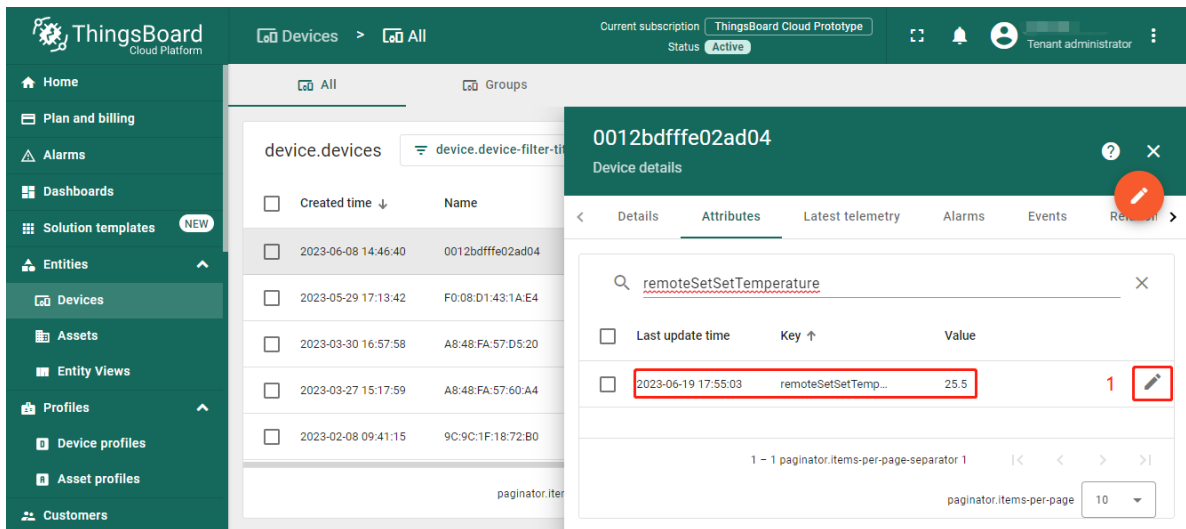 ThingsBoard
Cloud Platform
Devices > All
Current subscription ThingsBoard Cloud Prototype
Status Active
Tenant administrator
Home
Plan and billing
Alarms
Dashboards
Solution templates NEW
Entities
Devices
Assets
Entity Views
Profiles
Device profiles
Asset profiles
Customers
All Groups
device.devices device.device-filter-tit
Created time Name
2023-06-08 14:46:40 0012bdfffe02ad04
2023-05-29 17:13:42 F0:08:D1:43:1A:E4
2023-03-30 16:57:58 A8:48:FA:57:D5:20
2023-03-27 15:17:59 A8:48:FA:57:60:A4
2023-02-08 09:41:15 9C:9C:1F:18:72:B0
paginator.iter
0012bdfffe02ad04
Device details
Details Attributes Latest telemetry Alarms Events
remoteSetSetTemperature
Last update time Key Value
2023-06-19 17:55:03 remoteSetSetTemp... 25.5 1
1 – 1 paginator.items-per-page-separator 1
paginator.items-per-page 10